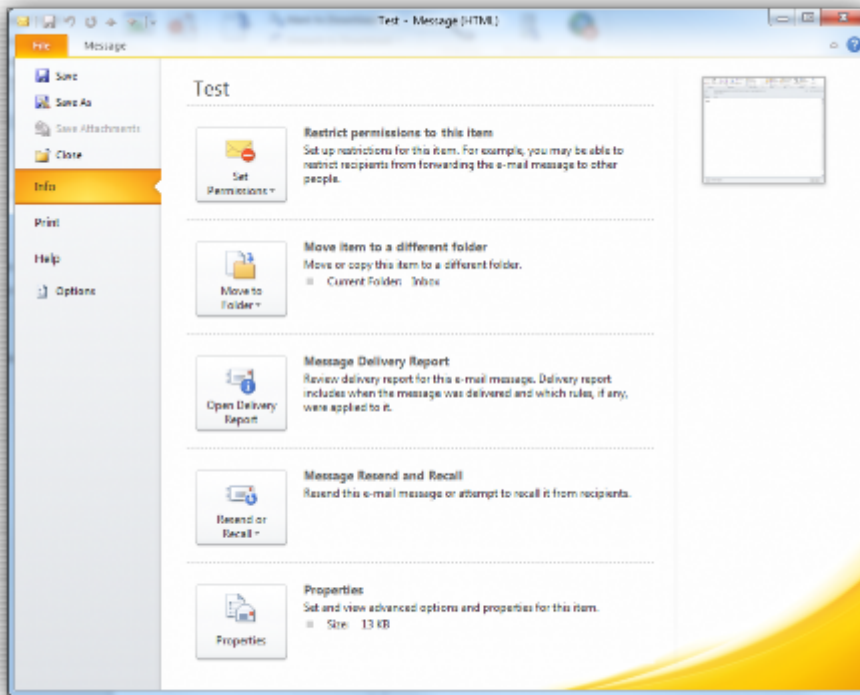 Test - Message (HTML)
File Message
Save
Save As
Save Attachments
Close
Info
Print
Help
Options
Test
Set
Permissions
Restrict permissions to this item
Set up restrictions for this item. For example, you may be able to
restrict recipients from forwarding the e-mail message to other
people.
Move to
Folder
Move item to a different folder
Move or copy this item to a different folder.
Current Folder: Inbox
Open Delivery
Report
Message Delivery Report
Review delivery report for this e-mail message. Delivery report
includes when the message was delivered and which rules, if any,
were applied to it.
Resend or
Recall
Message Resend and Recall
Resend this e-mail message or attempt to recall it from recipients.
Properties
Properties
Set and view advanced options and properties for this item.
Size: 13 KB